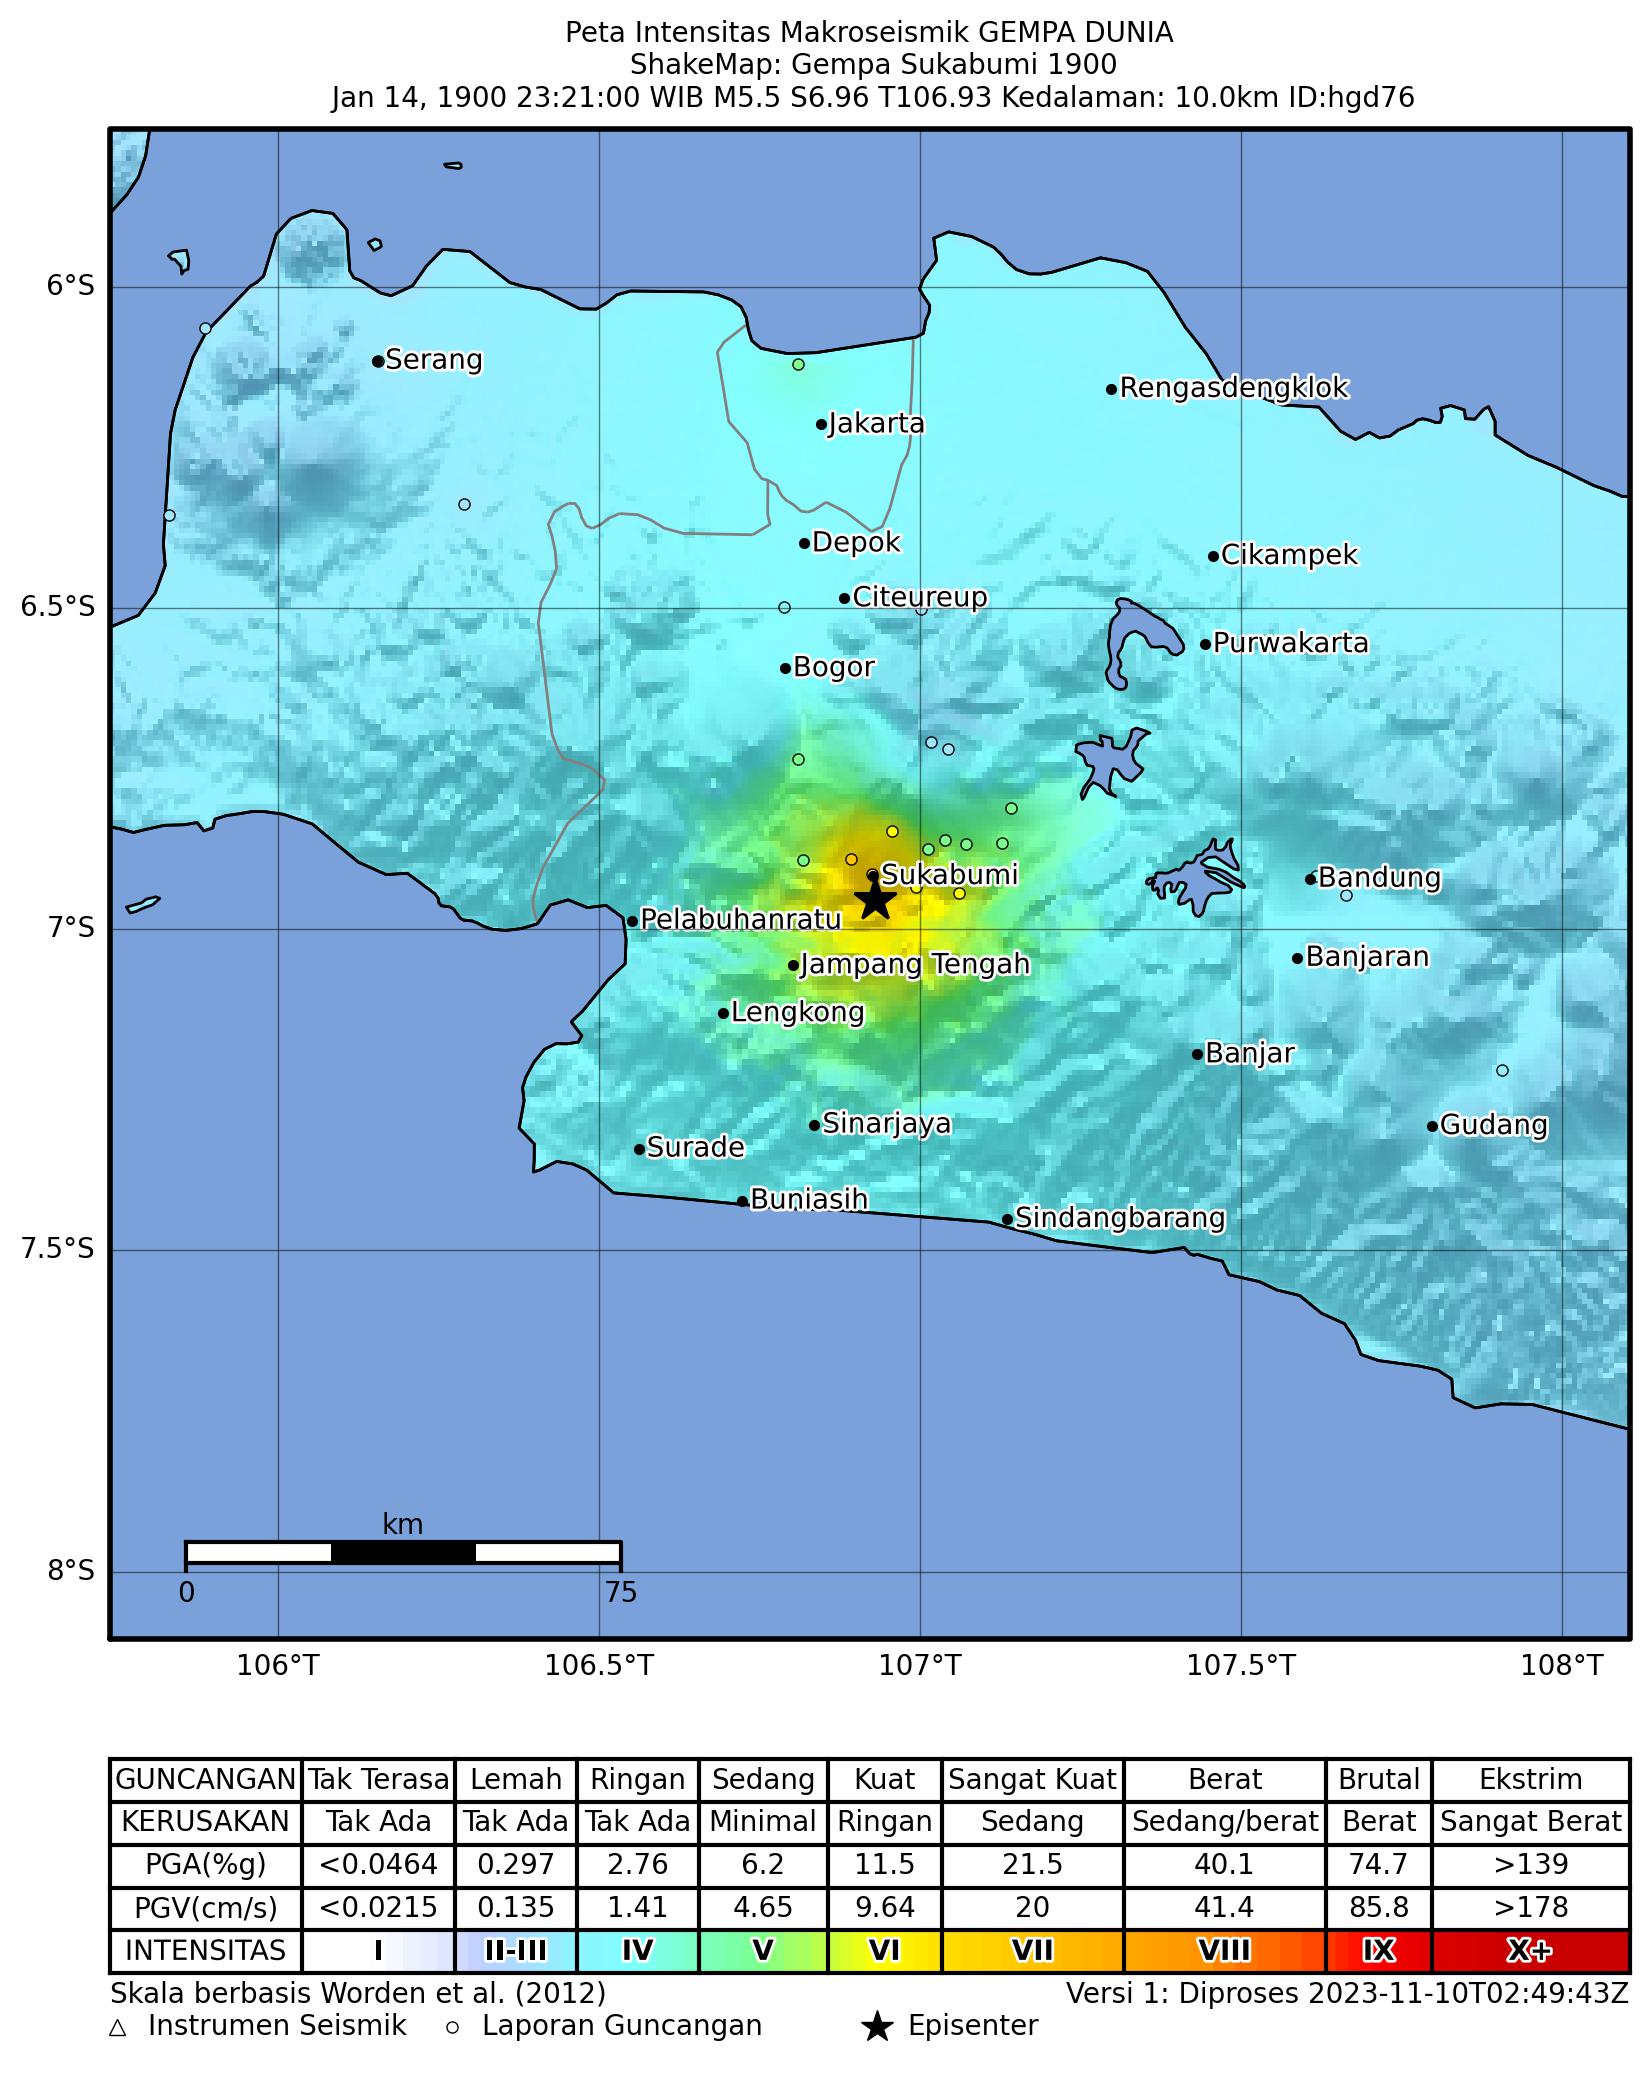 Peta Intensitas Makroseismik GEMPA DUNIA
ShakeMap: Gempa Sukabumi 1900
Jan 14, 1900 23:21:00 WIB M5.5 S6.96 T106.93 Kedalaman: 10.0km ID:hgd76
6°S
Serang
Rengasdengklok
Jakarta
Depok
Cikampek
Citeureup
6.5°S
Purwakarta
Bogor
Sukabumi
Bandung
Pelabuhanratu
7°S
Banjaran
Jampang Tengah
Lengkong
Banjar
Sinarjaya
Gudang
Surade
Buniasih
Sindangbarang
7.5°S
km
8°S
0 75
106°T 106.5°T 107°T 107.5°T 108°T
GUNCANGAN Tak Terasa Lemah Ringan Sedang Kuat Sangat Kuat Berat Brutal Ekstrim
KERUSAKAN Tak Ada Tak Ada Tak Ada Minimal Ringan Sedang Sedang/berat Berat Sangat Berat
PGA(%g) <0.0464 0.297 2.76 6.2 11.5 21.5 40.1 74.7 >139
PGV(cm/s) <0.0215 0.135 1.41 4.65 9.64 20 41.4 85.8 >178
INTENSITAS I II-III IV V VI VII VIII IX X+
Skala berbasis Worden et al. (2012) Versi 1: Diproses 2023-11-10T02:49:43Z
Instrumen Seismik Laporan Guncangan Episenter